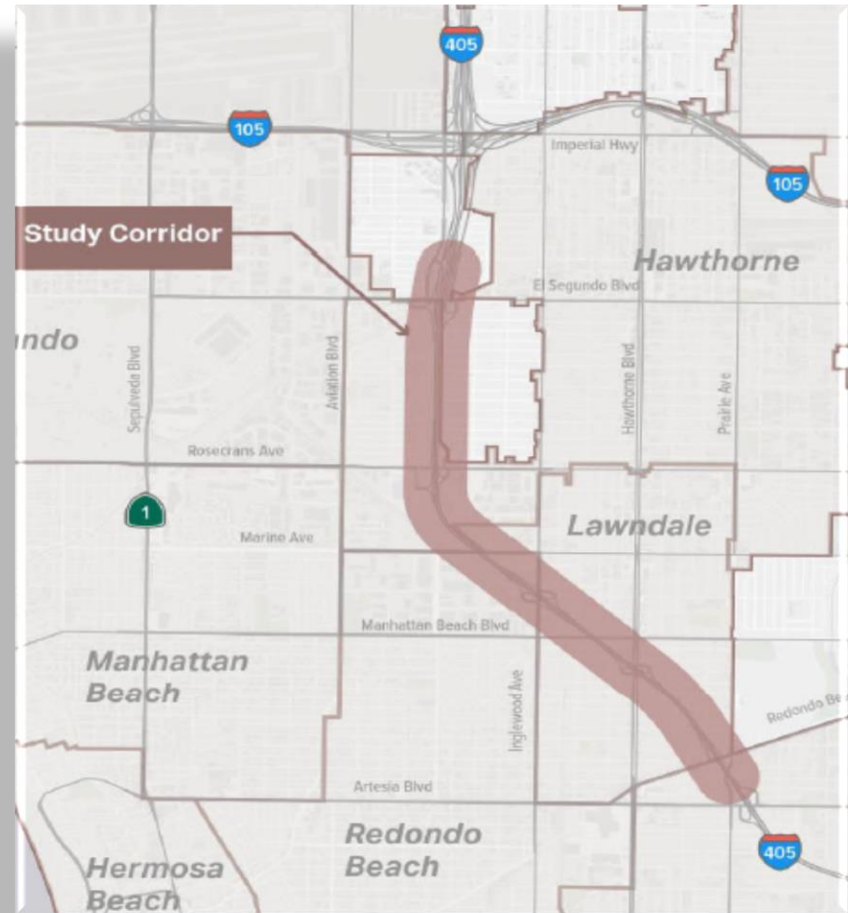 405
105
Imperial Hwy
105
Study Corridor
Hawthorne
El Segundo Blvd
ndo
Sepulveda Blvd
Aviation Blvd
Hawthorne Blvd
Prairie Ave
Rosecrans Ave
1
Lawndale
Marine Ave
Manhattan Beach Blvd
Manhattan
Beach
Inglewood Ave
Redondo Be
Artesia Blvd
Redondo
Beach
405
Hermosa
Beach